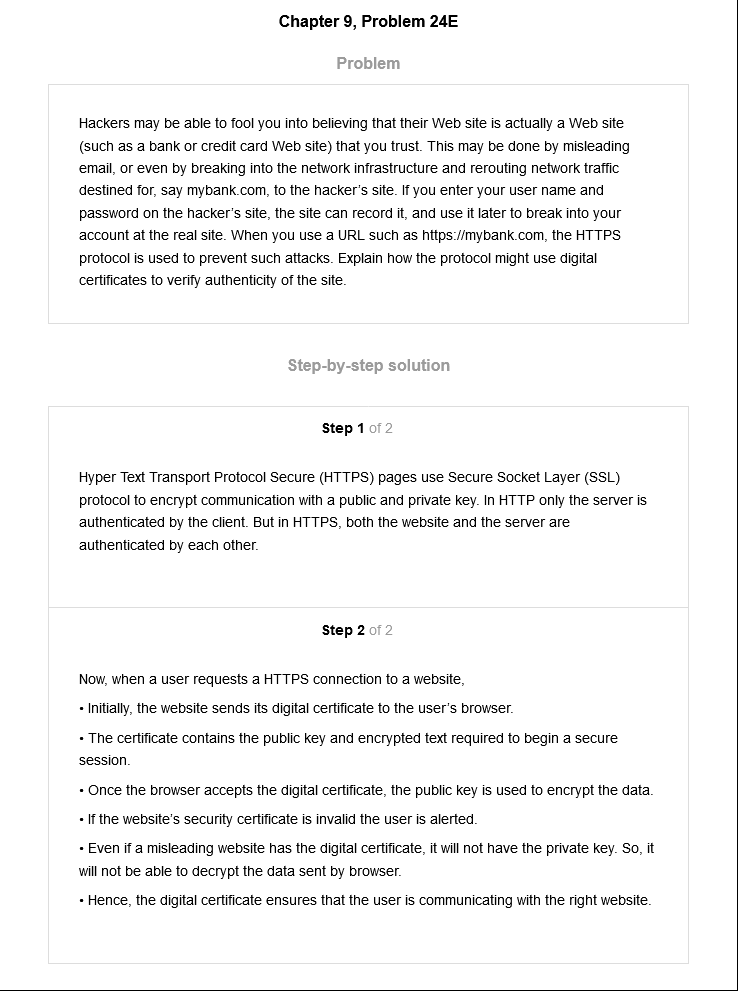 Chapter 9, Problem 24E
Problem
Hackers may be able to fool you into believing that their Web site is actually a Web site
(such as a bank or credit card Web site) that you trust. This may be done by misleading
email, or even by breaking into the network infrastructure and rerouting network traffic
destined for, say mybank.com, to the hacker's site. If you enter your user name and
password on the hacker's site, the site can record it, and use it later to break into your
account at the real site. When you use a URL such as https://mybank.com, the HTTPS
protocol is used to prevent such attacks. Explain how the protocol might use digital
certificates to verify authenticity of the site.
Step-by-step solution
Step 1 of 2
Hyper Text Transport Protocol Secure (HTTPS) pages use Secure Socket Layer (SSL)
protocol to encrypt communication with a public and private key. In HTTP only the server is
authenticated by the client. But in HTTPS, both the website and the server are
authenticated by each other.
Step 2 of 2
Now, when a user requests a HTTPS connection to a website,
• Initially, the website sends its digital certificate to the user's browser.
• The certificate contains the public key and encrypted text required to begin a secure
session.
• Once the browser accepts the digital certificate, the public key is used to encrypt the data.
• If the website's security certificate is invalid the user is alerted.
• Even if a misleading website has the digital certificate, it will not have the private key. So, it
will not be able to decrypt the data sent by browser.
• Hence, the digital certificate ensures that the user is communicating with the right website.